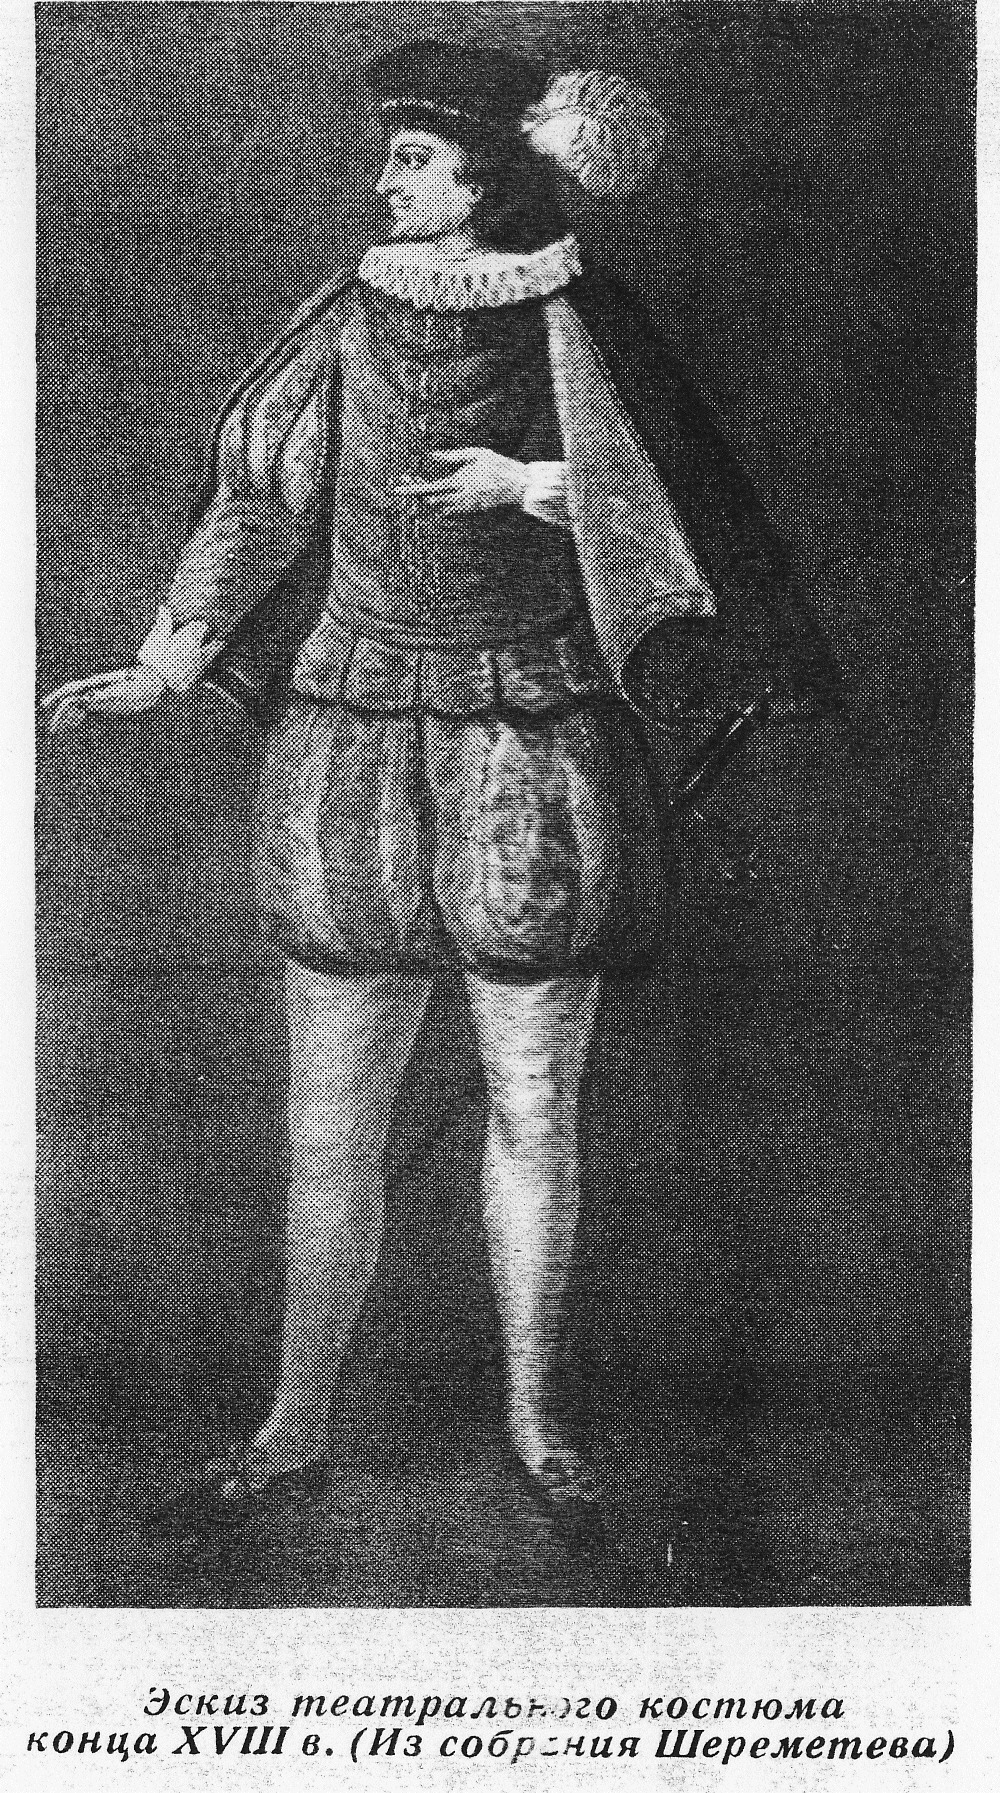 Эскиз театрального костюма
конца XVIII в. (Из собрания Шереметева)